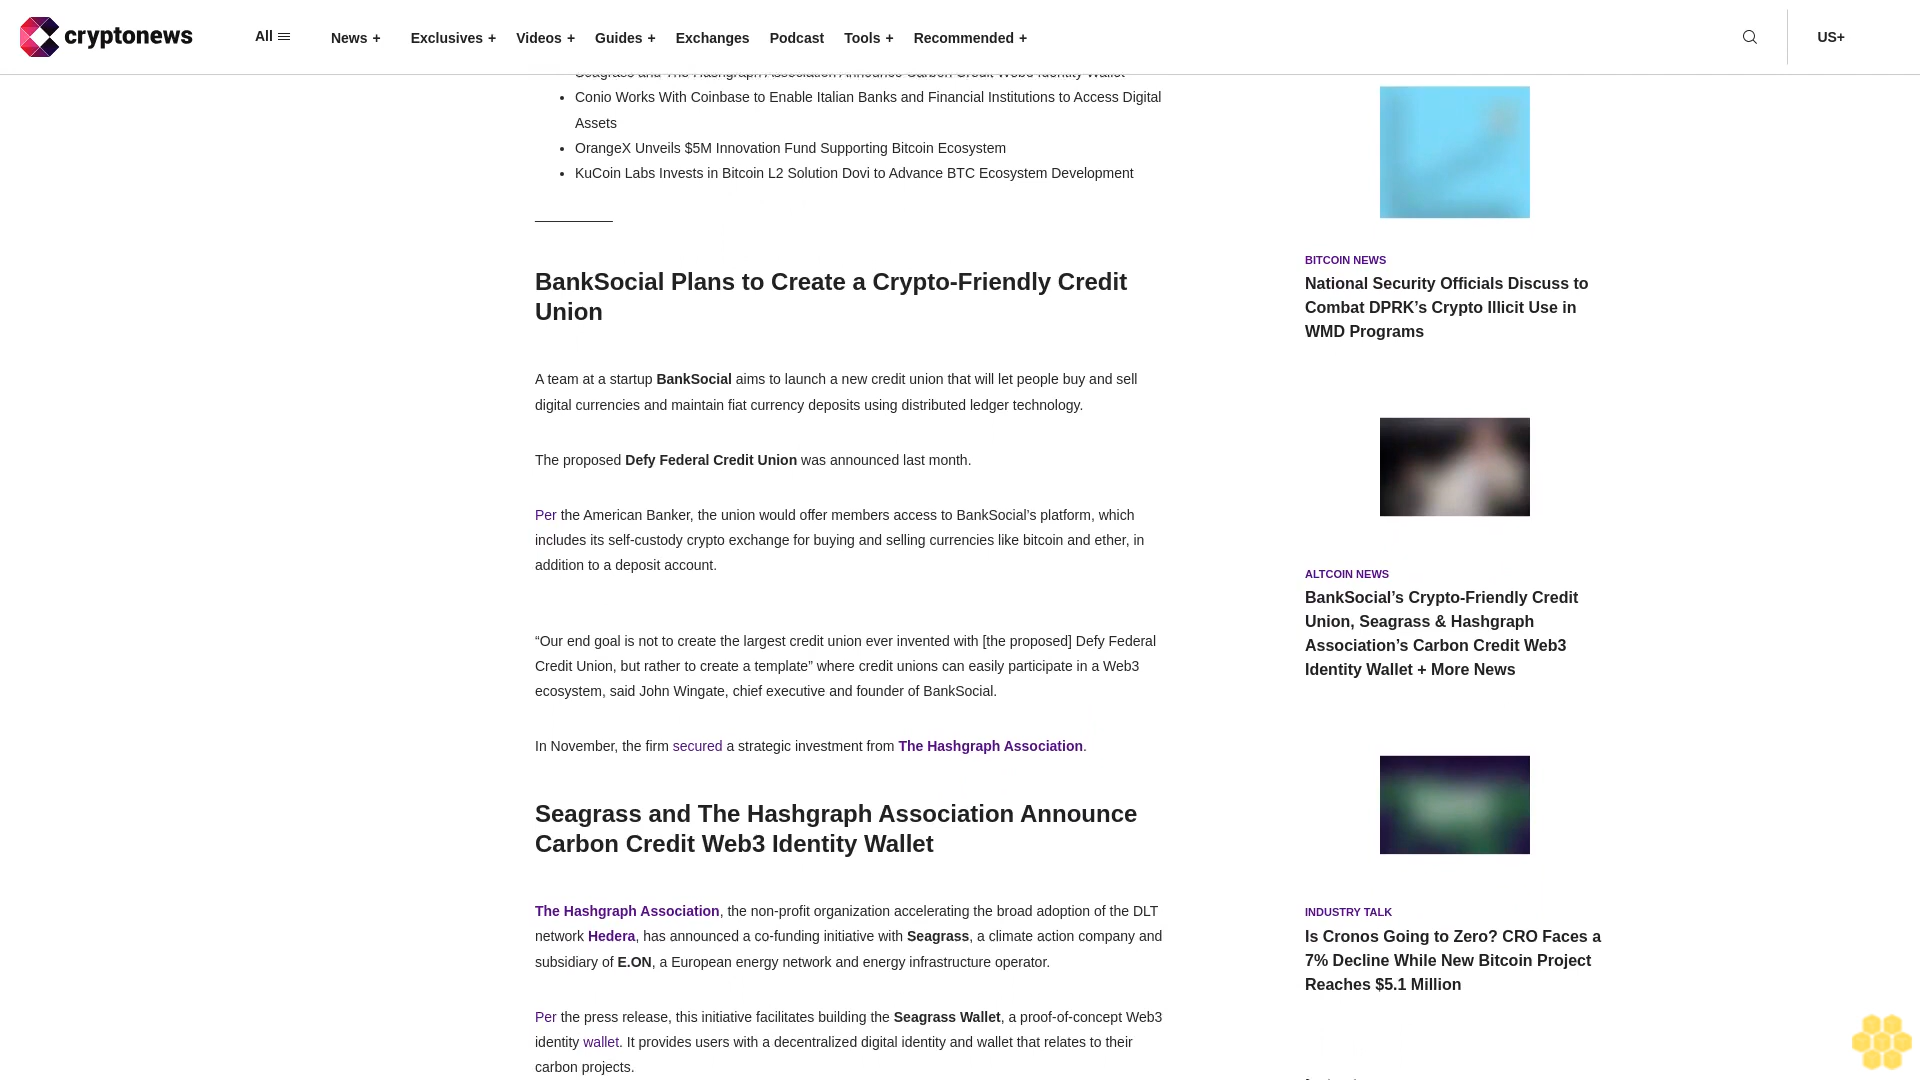 cryptonews
All
News +
Exclusives +
Videos +
Guides +
Exchanges
Podcast
Tools +
Recommended +
US+
Seagrass and The Hashgraph Association Announce Carbon Credit Web3 Identity Wallet
• Conio Works With Coinbase to Enable Italian Banks and Financial Institutions to Access Digital
Assets
• OrangeX Unveils $5M Innovation Fund Supporting Bitcoin Ecosystem
• KuCoin Labs Invests in Bitcoin L2 Solution Dovi to Advance BTC Ecosystem Development
BankSocial Plans to Create a Crypto-Friendly Credit
Union
A team at a startup BankSocial aims to launch a new credit union that will let people buy and sell
digital currencies and maintain fiat currency deposits using distributed ledger technology.
The proposed Defy Federal Credit Union was announced last month.
Per the American Banker, the union would offer members access to BankSocial’s platform, which
includes its self-custody crypto exchange for buying and selling currencies like bitcoin and ether, in
addition to a deposit account.
“Our end goal is not to create the largest credit union ever invented with [the proposed] Defy Federal
Credit Union, but rather to create a template” where credit unions can easily participate in a Web3
ecosystem, said John Wingate, chief executive and founder of BankSocial.
In November, the firm secured a strategic investment from The Hashgraph Association.
Seagrass and The Hashgraph Association Announce
Carbon Credit Web3 Identity Wallet
The Hashgraph Association, the non-profit organization accelerating the broad adoption of the DLT
network Hedera, has announced a co-funding initiative with Seagrass, a climate action company and
subsidiary of E.ON, a European energy network and energy infrastructure operator.
Per the press release, this initiative facilitates building the Seagrass Wallet, a proof-of-concept Web3
identity wallet. It provides users with a decentralized digital identity and wallet that relates to their
carbon projects.
BITCOIN NEWS
National Security Officials Discuss to
Combat DPRK’s Crypto Illicit Use in
WMD Programs
ALTCOIN NEWS
BankSocial’s Crypto-Friendly Credit
Union, Seagrass & Hashgraph
Association’s Carbon Credit Web3
Identity Wallet + More News
INDUSTRY TALK
Is Cronos Going to Zero? CRO Faces a
7% Decline While New Bitcoin Project
Reaches $5.1 Million